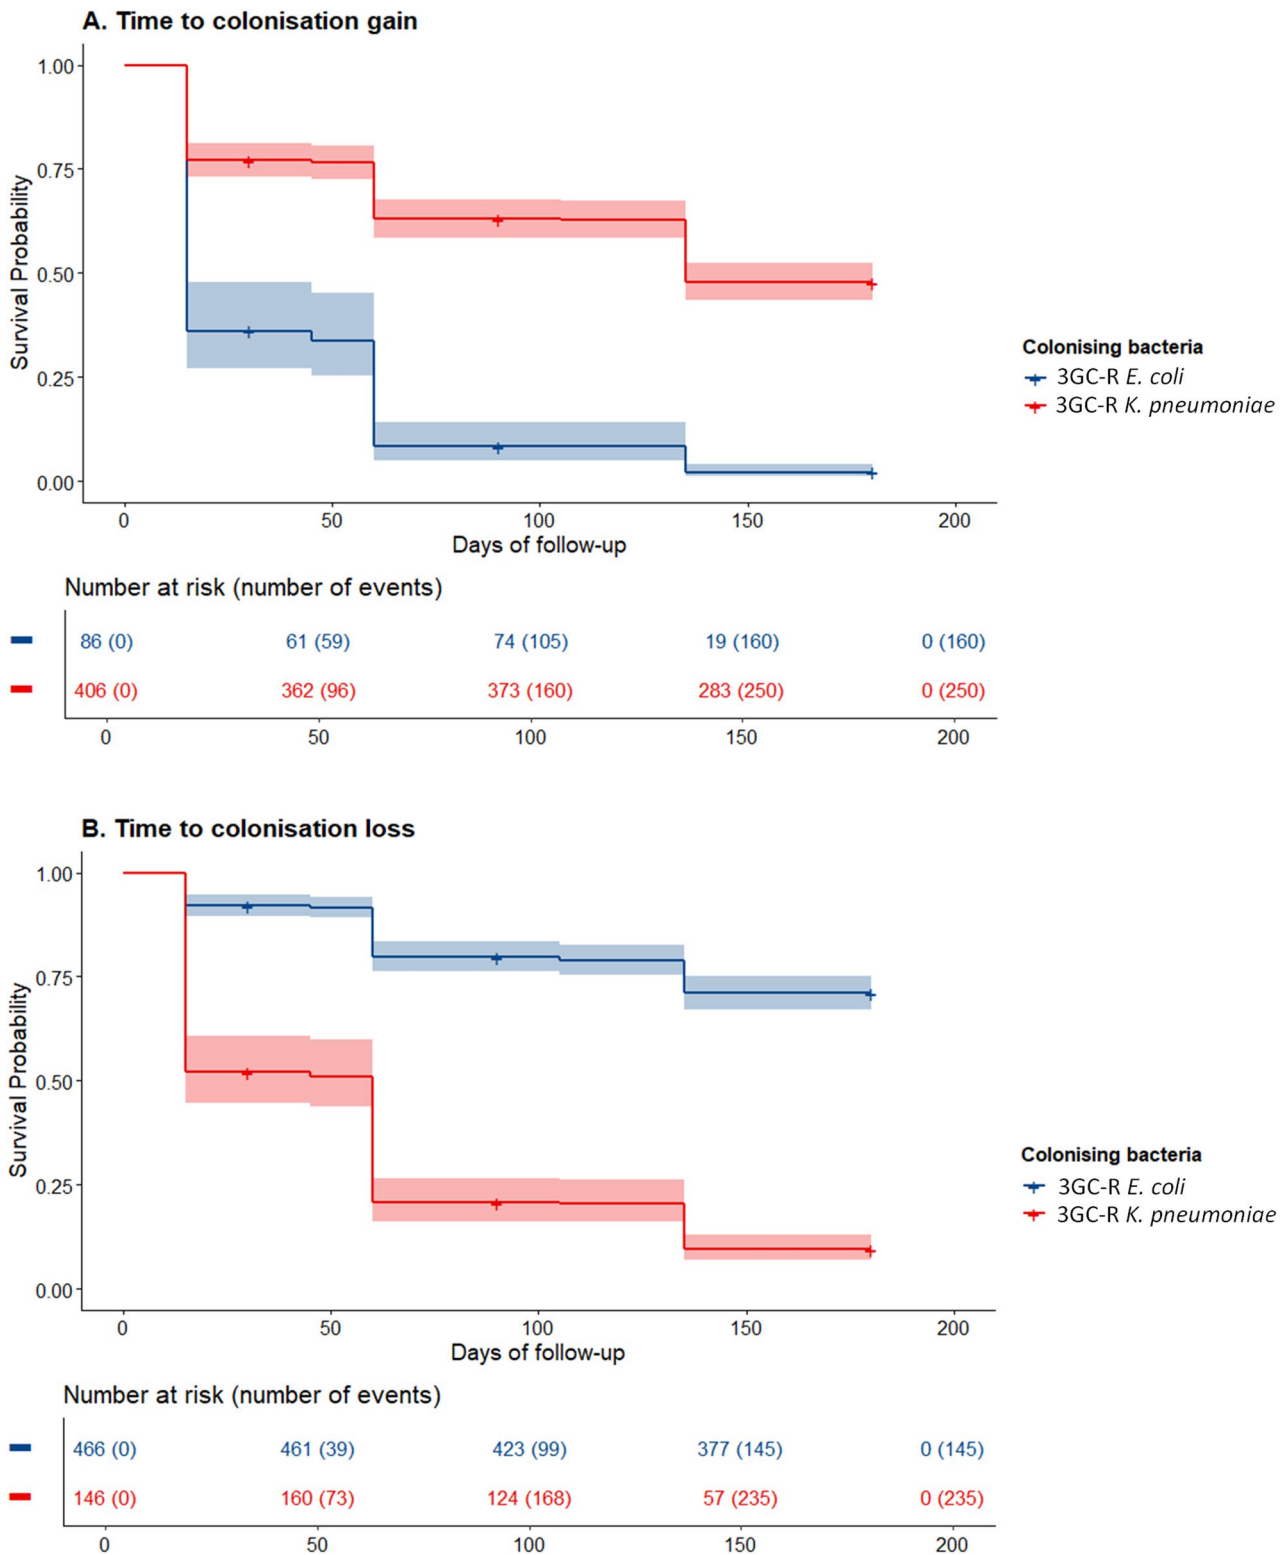 A. Time to colonisation gain
1.00
0.75
0.50
0.25
0.00
Survival Probability
0 50 100 150 200
Days of follow-up
Colonising bacteria
3GC-R E. coli
3GC-R K. pneumoniae
Number at risk (number of events)
86 (0) 61 (59) 74 (105) 19 (160) 0 (160)
406 (0) 362 (96) 373 (160) 283 (250) 0 (250)
0 50 100 150 200
B. Time to colonisation loss
1.00
0.75
0.50
0.25
0.00
Survival Probability
0 50 100 150 200
Days of follow-up
Colonising bacteria
3GC-R E. coli
3GC-R K. pneumoniae
Number at risk (number of events)
466 (0) 461 (39) 423 (99) 377 (145) 0 (145)
146 (0) 160 (73) 124 (168) 57 (235) 0 (235)
0 50 100 150 200